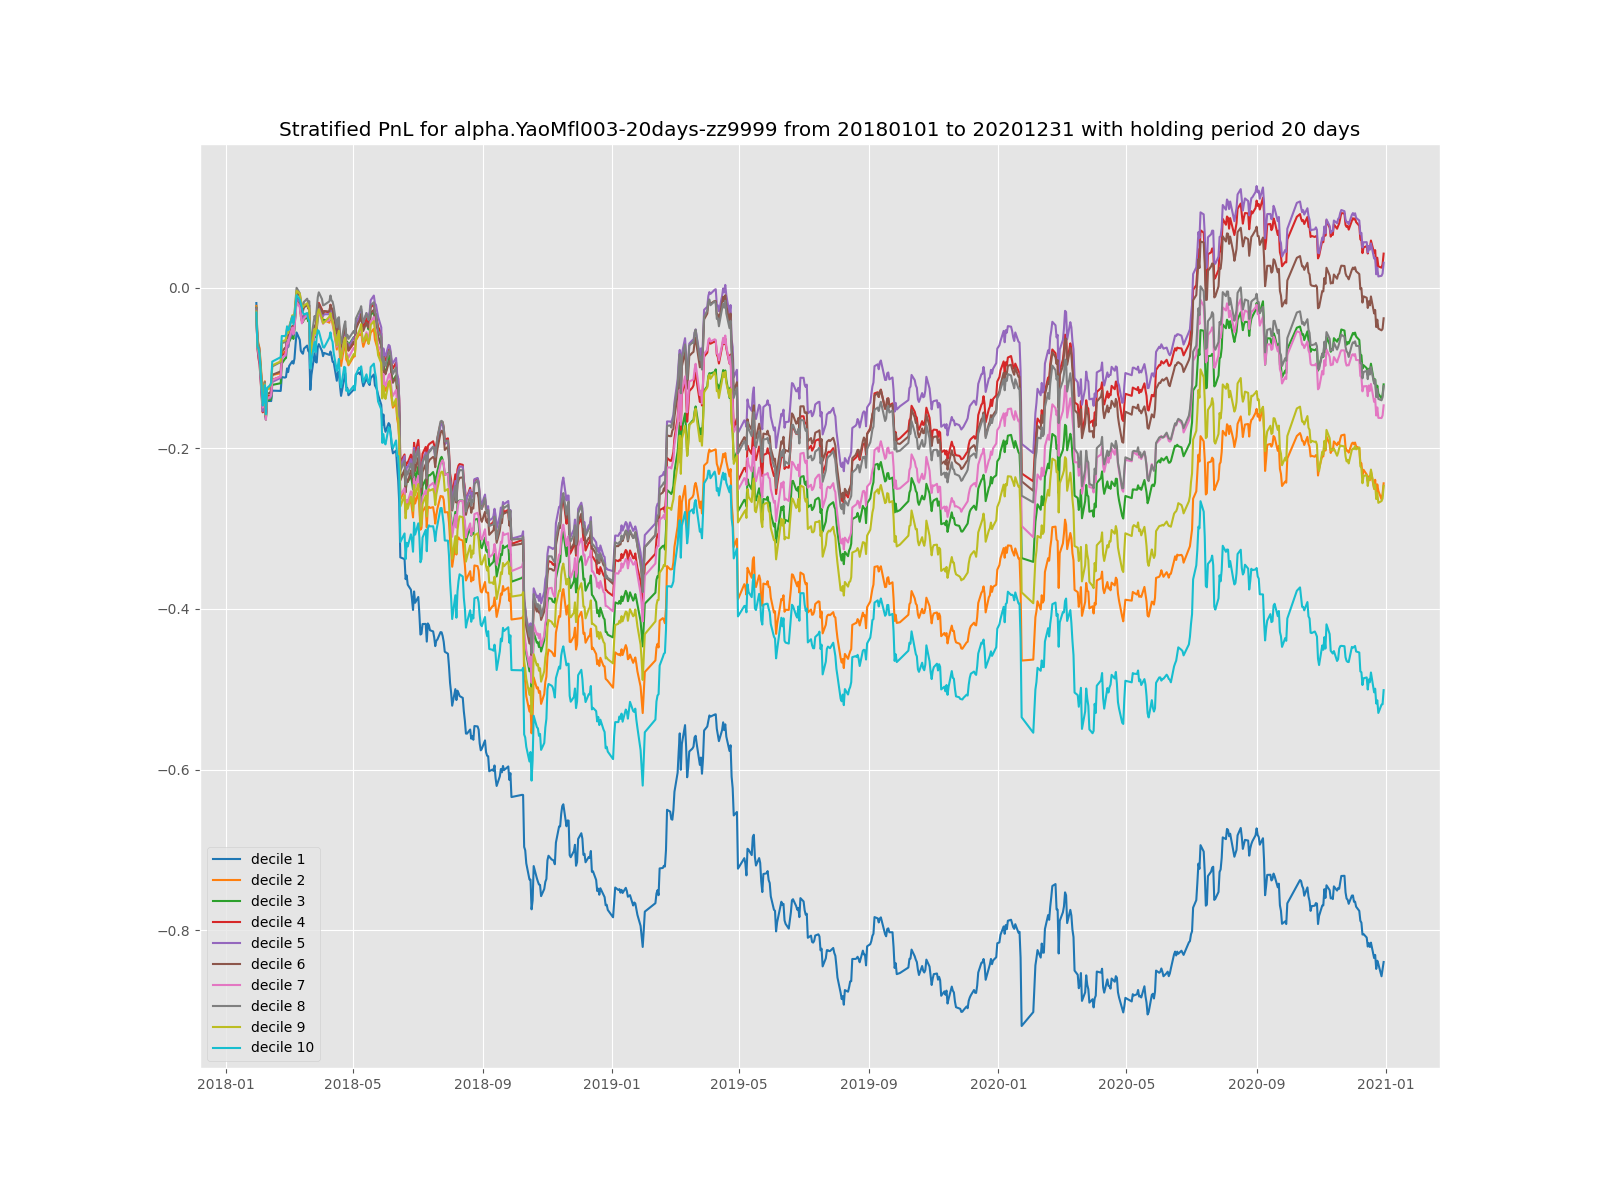 Stratified PnL for alpha.YaoMfl003-20days-zz9999 from 20180101 to 20201231 with holding period 20 days
0.0
−0.2
−0.4
−0.6
−0.8
decile 1
decile 2
decile 3
decile 4
decile 5
decile 6
decile 7
decile 8
decile 9
decile 10
2018-01
2018-05
2018-09
2019-01
2019-05
2019-09
2020-01
2020-05
2020-09
2021-01